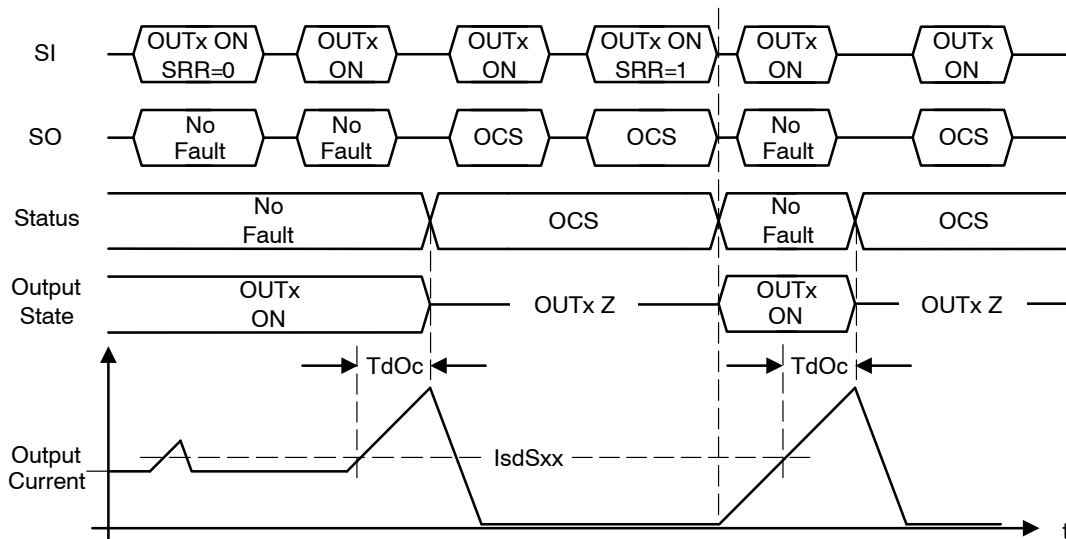 SI
OUTx ON
SRR=0
OUTx
ON
OUTx
ON
OUTx ON
SRR=1
OUTx
ON
OUTx
ON
SO
No
Fault
No
Fault
OCS
OCS
No
Fault
OCS
Status
No
Fault
OCS
No
Fault
OCS
Output
State
OUTx
ON
OUTx Z
OUTx
ON
OUTx Z
TdOc
TdOc
Output
Current
IsdSxx
t